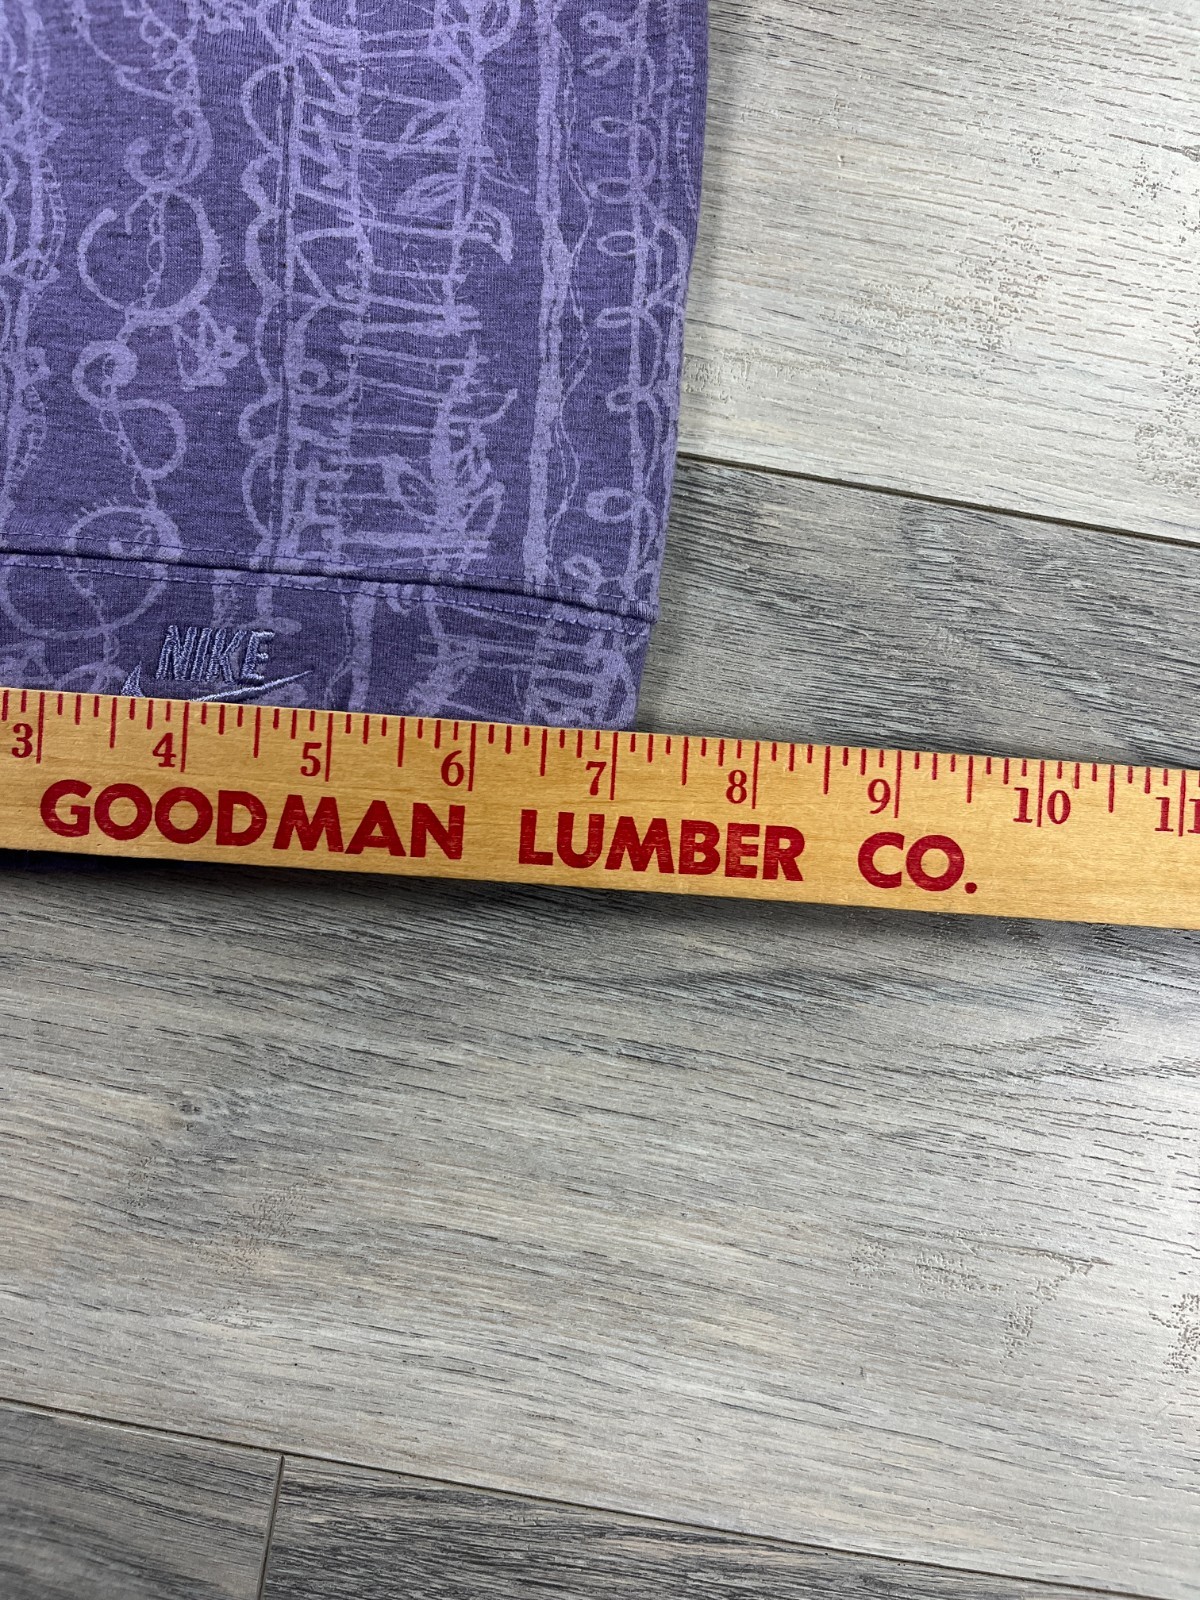 NIKE
3 4 5 6 7 8 9 10 11
GOODMAN LUMBER CO.